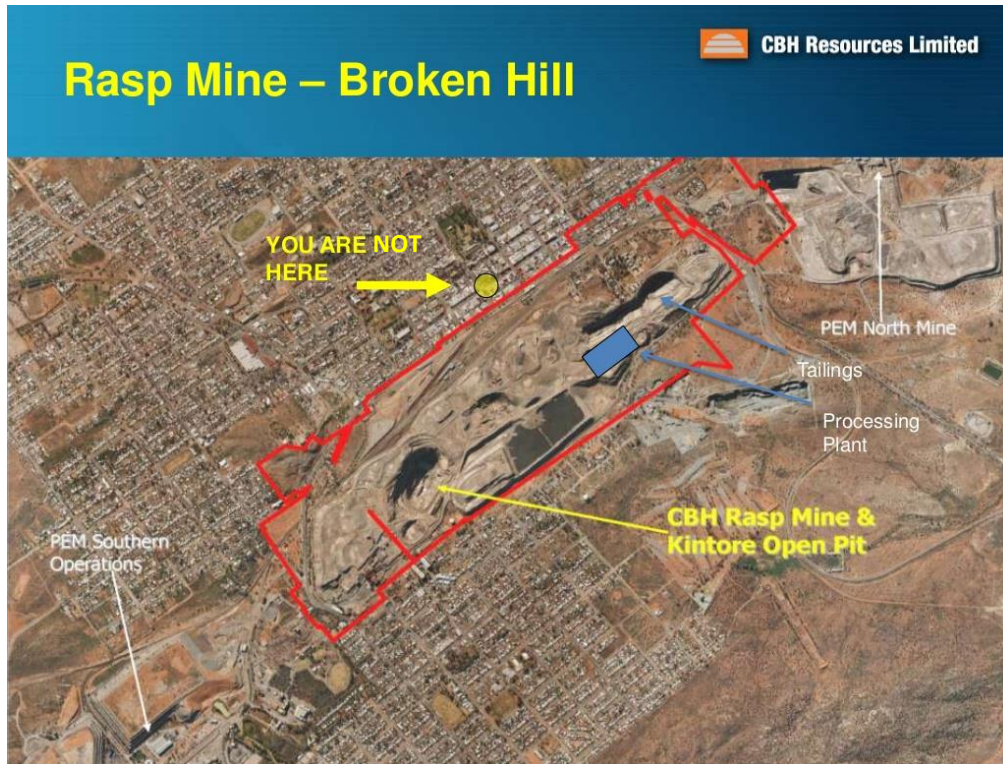 CBH Resources Limited
Rasp Mine – Broken Hill
YOU ARE NOT
HERE
PEM North Mine
Tailings
Processing
Plant
CBH Rasp Mine &
Kintore Open Pit
PEM Southern
Operations